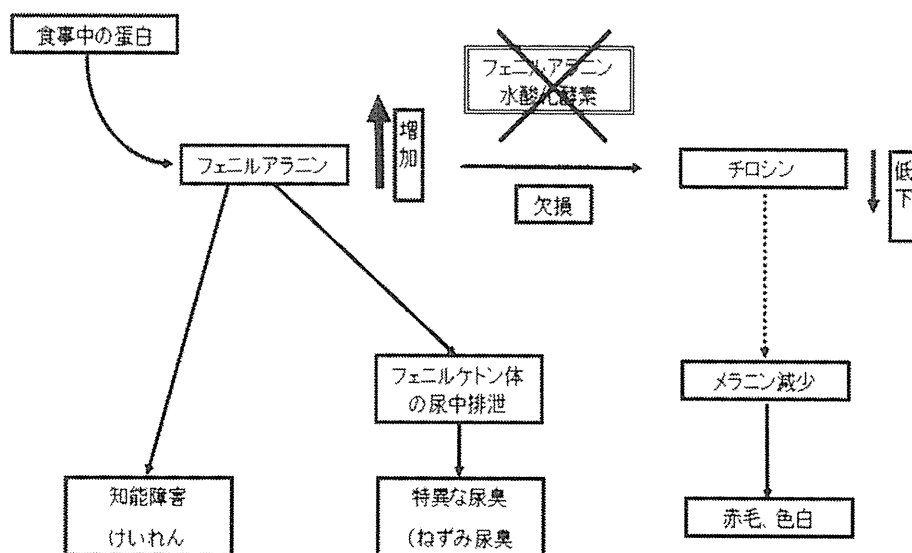 食事中の蛋白
フェニルアラニン
水酸化酵素
増
加
フェニルアラニン
欠損
チロシン
低
下
フェニルケトン体
の尿中排泄
メラニン減少
知能障害
けいれん
特異な尿臭
(ねずみ尿臭
赤毛、色白